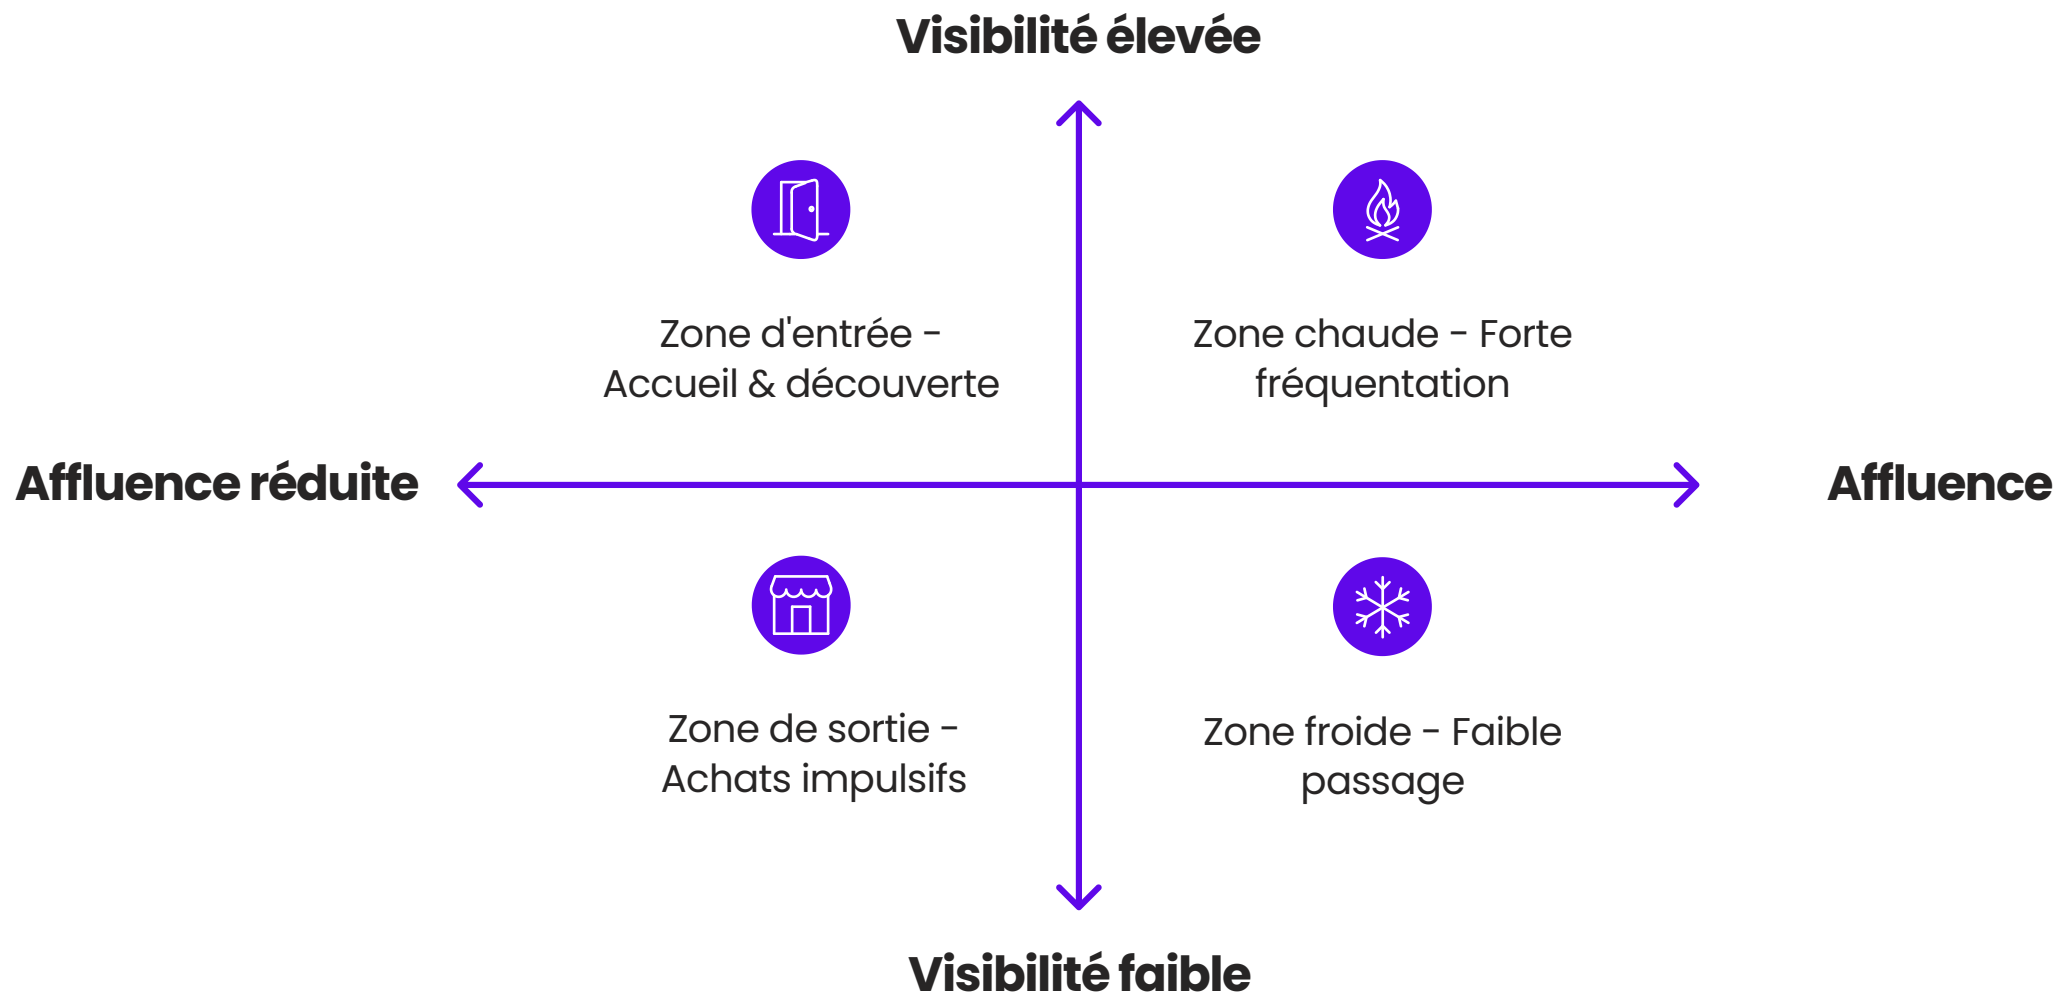 Visibilité élevée
Zone d'entrée -
Accueil & découverte
Zone chaude - Forte
fréquentation
Affluence réduite
Affluence
Zone de sortie -
Achats impulsifs
Zone froide - Faible
passage
Visibilité faible